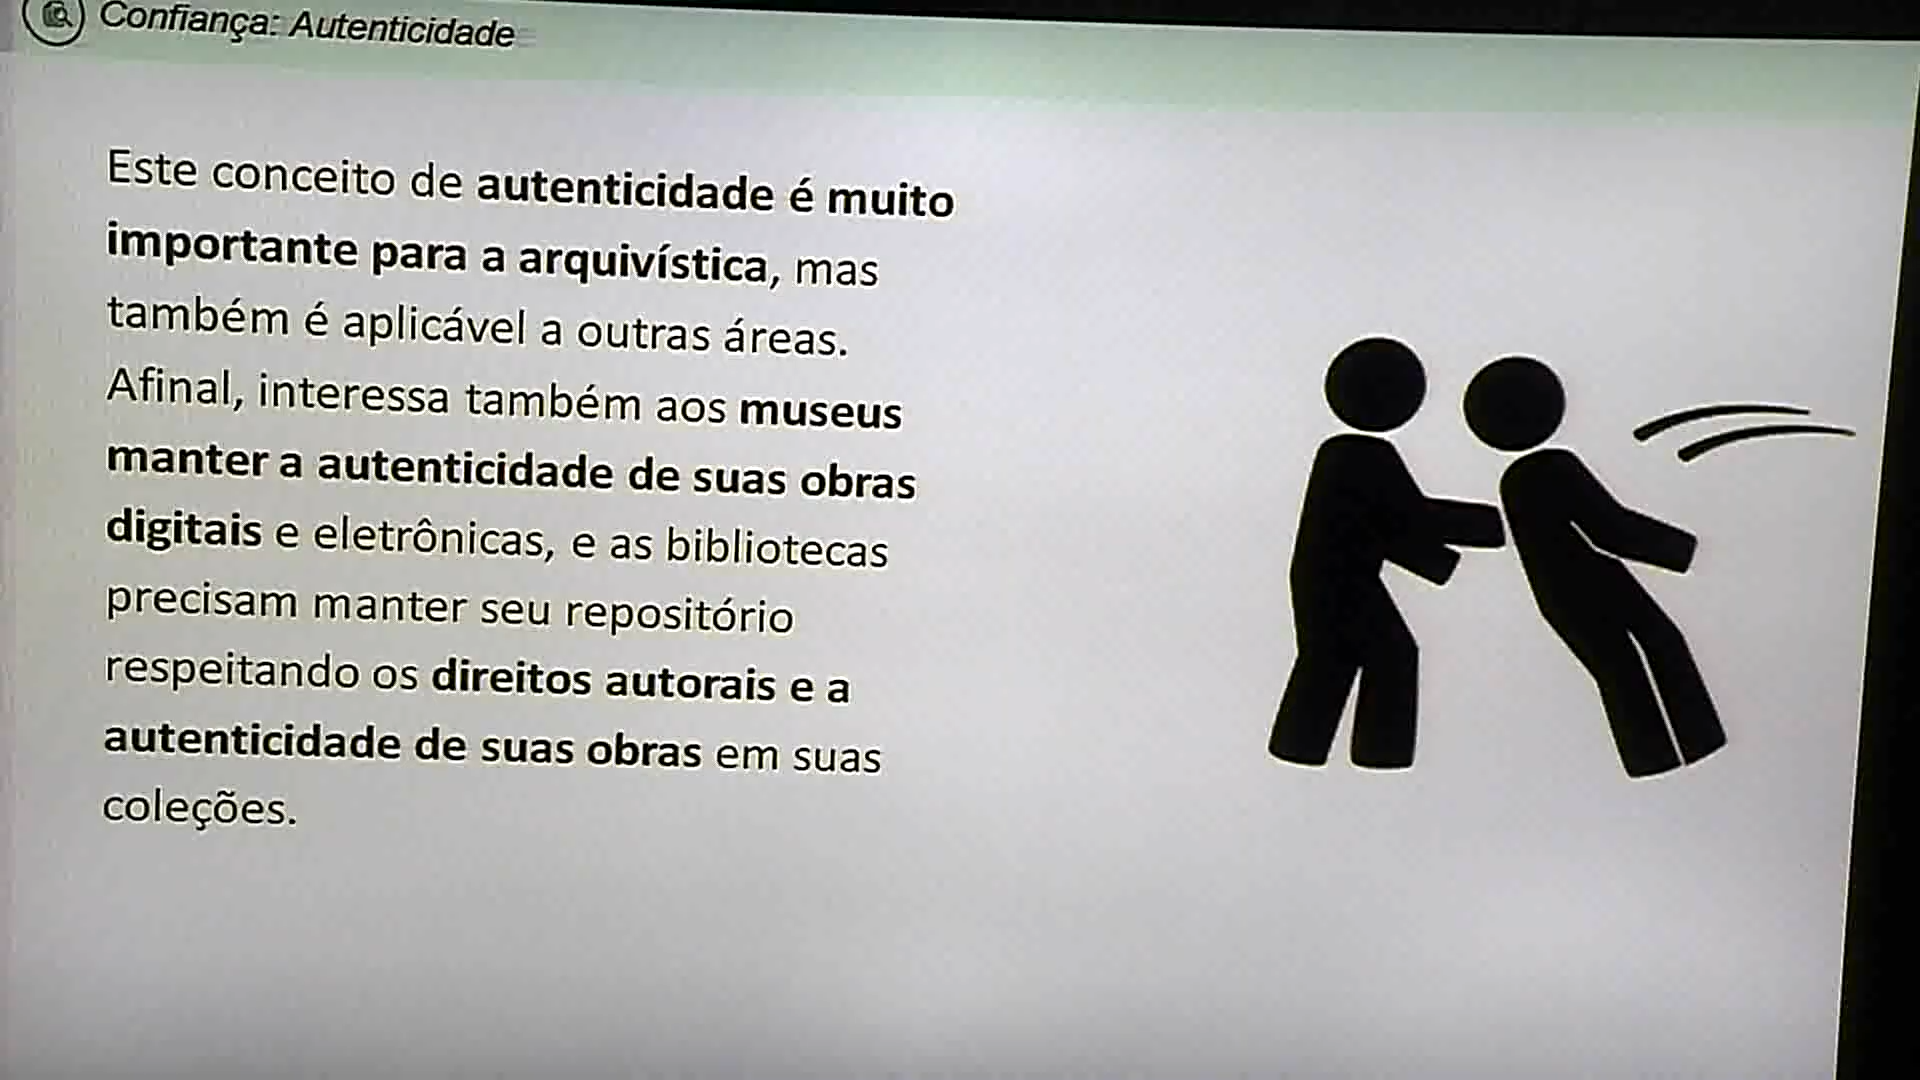 Confiança: Autenticidade
Este conceito de autenticidade é muito
importante para a arquivística, mas
também é aplicável a outras áreas.
Afinal, interessa também aos museus
manter a autenticidade de suas obras
digitais e eletrônicas, e as bibliotecas
precisam manter seu repositório
respeitando os direitos autorais e a
autenticidade de suas obras em suas
coleções.